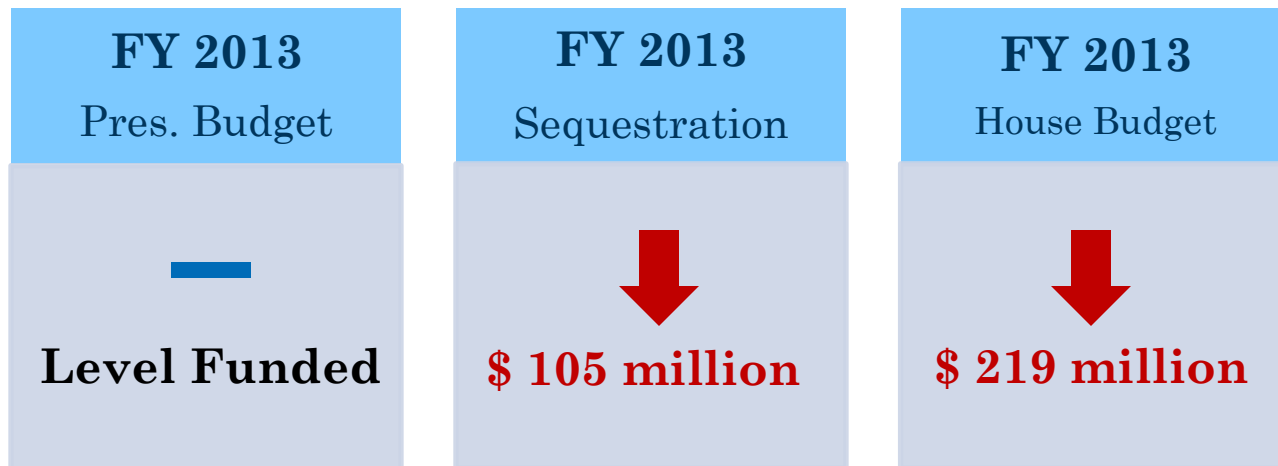 FY 2013
Pres. Budget
Level Funded
FY 2013
Sequestration
$ 105 million
FY 2013
House Budget
$ 219 million